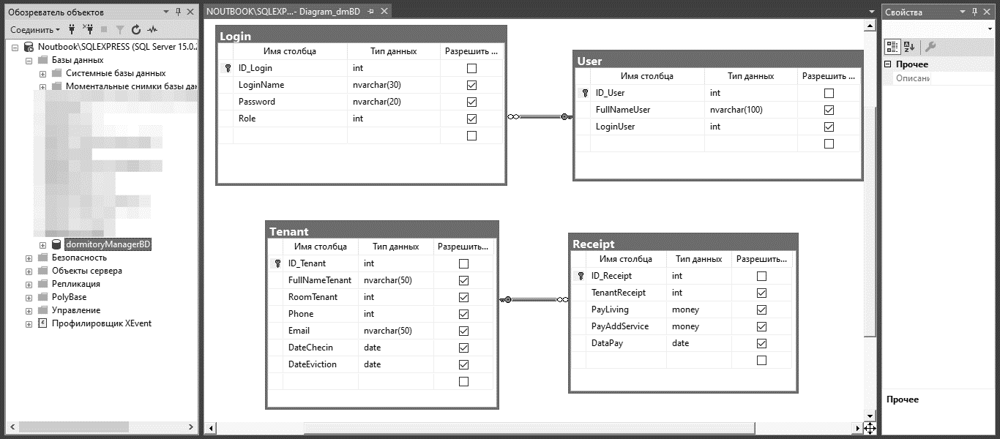 Обозреватель объектов
Соединить
Noutbook\SQLEXPRESS (SQL Server 15.0.2
Базы данных
Системные базы данных
Моментальные снимки базы дан
dormitoryManagerBD
Безопасность
Объекты сервера
Репликация
PolyBase
Управление
Профилировщик XEvent
NOUTBOOK\SQLEXP...- Diagram_dmBD
Login
Имя столбца Тип данных Разрешить ...
ID_Login int
LoginName nvarchar(30)
Password nvarchar(20)
Role int
User
Имя столбца Тип данных Разрешить ...
ID_User int
FullNameUser nvarchar(100)
LoginUser int
Tenant
Имя столбца Тип данных Разрешить...
ID_Tenant int
FullNameTenant nvarchar(50)
RoomTenant int
Phone int
Email nvarchar(50)
DateChecin date
DateEviction date
Receipt
Имя столбца Тип данных Разрешить...
ID_Receipt int
TenantReceipt int
PayLiving money
PayAddService money
DataPay date
Свойства
Прочее
Описани
Прочее